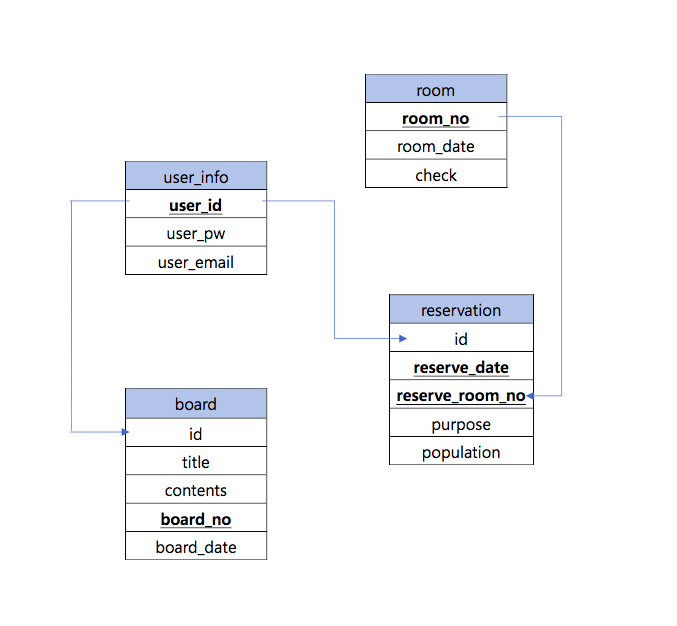 room
room_no
room_date
check
user_info
user_id
user_pw
user_email
reservation
id
reserve_date
reserve_room_no
purpose
population
board
id
title
contents
board_no
board_date